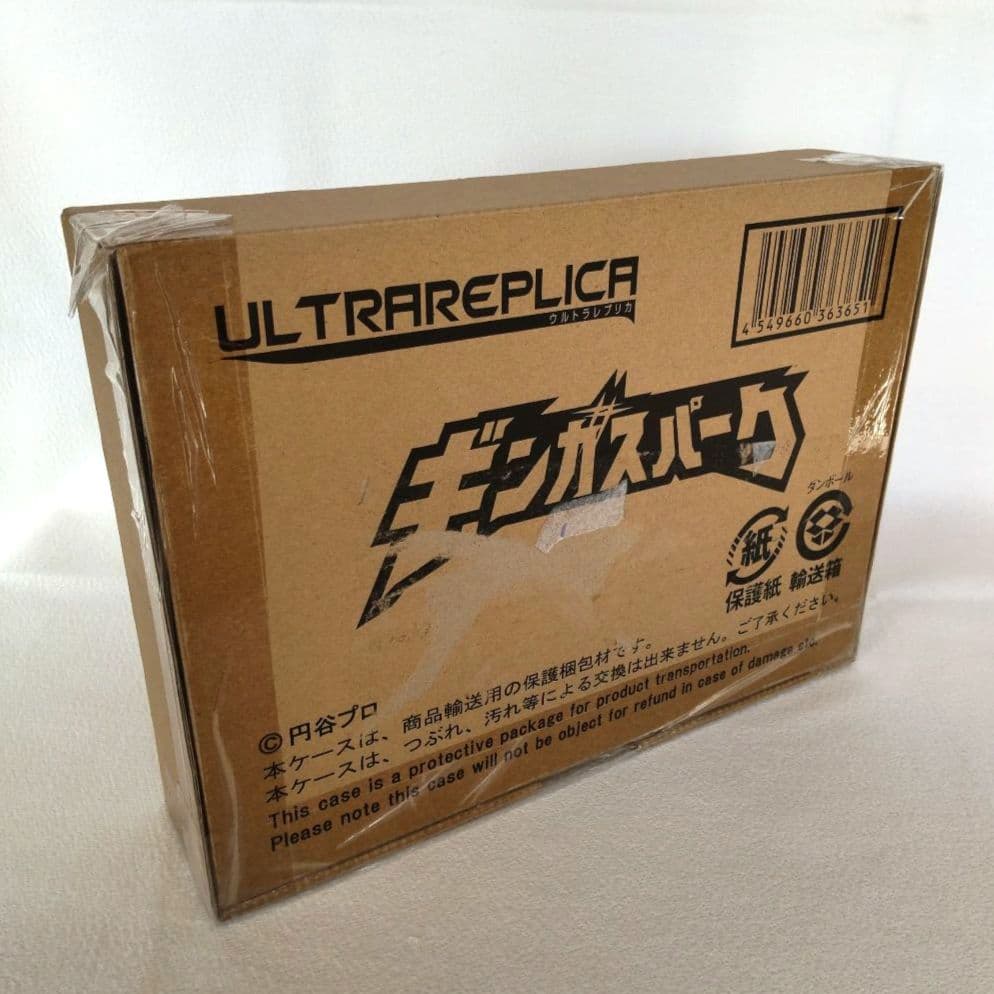 ULTRAREPLICA
ウルトラレプリカ
4 549660 363651
ギンガスパーク
ダンボール
紙
保護紙 輸送箱
© 円谷プロ
本ケースは、商品輸送用の保護梱包材です。
本ケースは、つぶれ、汚れ等による交換は出来ません。ご了承ください。
This case is a protective package for product transportation.
Please note this case will not be object for refund in case of damage,etc.